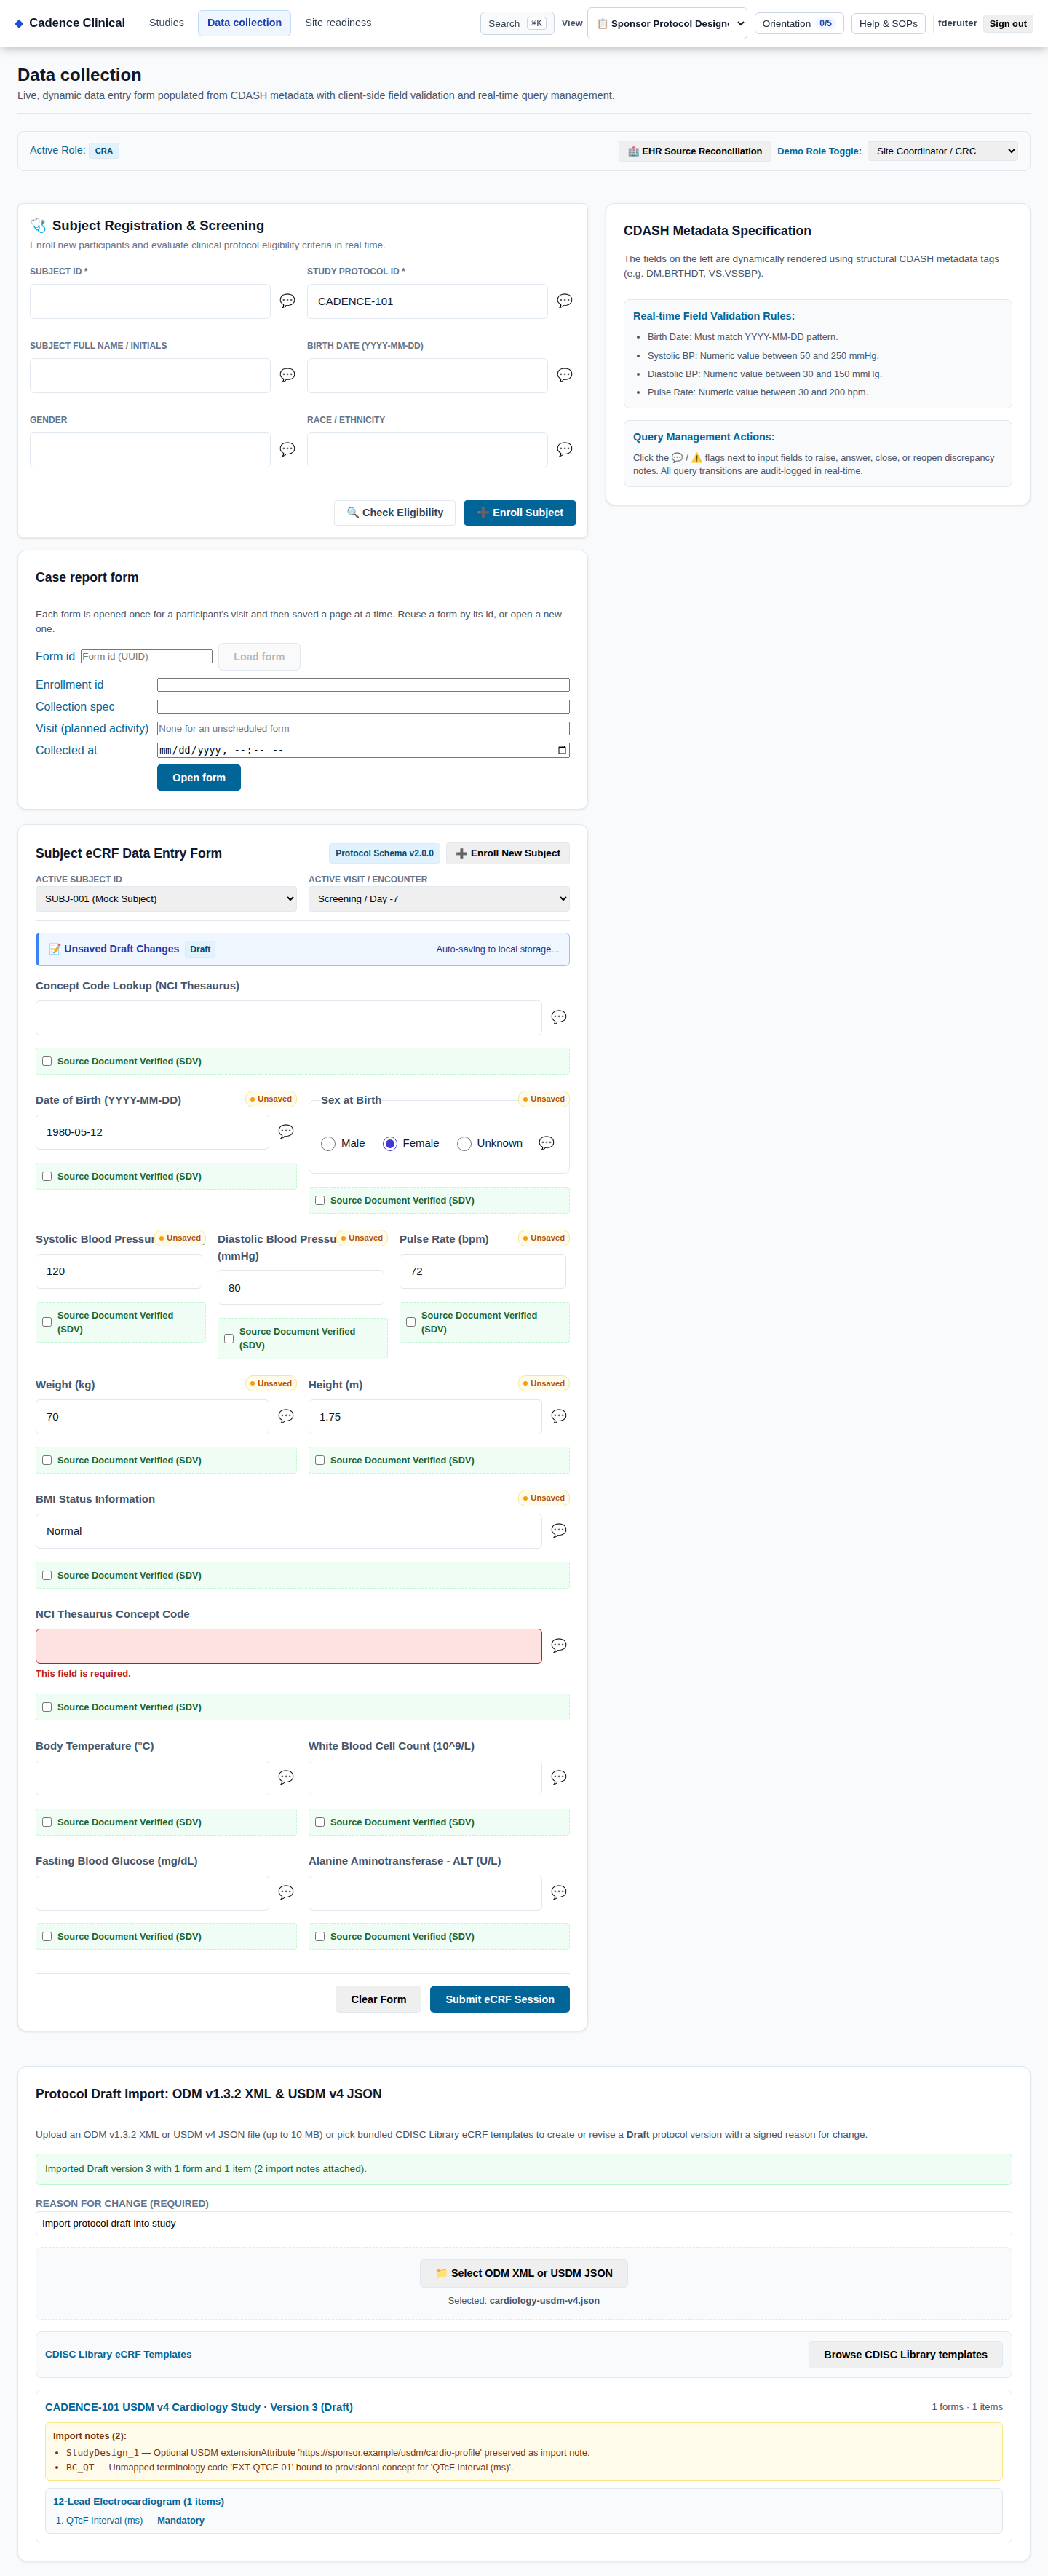 ◆ Cadence Clinical
Studies
Data collection
Site readiness
Search ⌘K
View
📋 Sponsor Protocol Designe
Orientation 0/5
Help & SOPs
fderuiter
Sign out
Data collection
Live, dynamic data entry form populated from CDASH metadata with client-side field validation and real-time query management.
Active Role: CRA
🏥 EHR Source Reconciliation
Demo Role Toggle:
Site Coordinator / CRC
🩺 Subject Registration & Screening
Enroll new participants and evaluate clinical protocol eligibility criteria in real time.
SUBJECT ID *
STUDY PROTOCOL ID *
CADENCE-101
SUBJECT FULL NAME / INITIALS
BIRTH DATE (YYYY-MM-DD)
GENDER
RACE / ETHNICITY
🔍 Check Eligibility
➕ Enroll Subject
CDASH Metadata Specification
The fields on the left are dynamically rendered using structural CDASH metadata tags
(e.g. DM.BRTHDT, VS.VSSBP).
Real-time Field Validation Rules:
• Birth Date: Must match YYYY-MM-DD pattern.
• Systolic BP: Numeric value between 50 and 250 mmHg.
• Diastolic BP: Numeric value between 30 and 150 mmHg.
• Pulse Rate: Numeric value between 30 and 200 bpm.
Query Management Actions:
Click the 💬 / ⚠️ flags next to input fields to raise, answer, close, or reopen discrepancy
notes. All query transitions are audit-logged in real-time.
Case report form
Each form is opened once for a participant's visit and then saved a page at a time. Reuse a form by its id, or open a new
one.
Form id
Form id (UUID)
Load form
Enrollment id
Collection spec
Visit (planned activity)
None for an unscheduled form
Collected at
mm/dd/yyyy, --:-- --
Open form
Subject eCRF Data Entry Form
Protocol Schema v2.0.0
➕ Enroll New Subject
ACTIVE SUBJECT ID
ACTIVE VISIT / ENCOUNTER
SUBJ-001 (Mock Subject)
Screening / Day -7
📝 Unsaved Draft Changes Draft
Auto-saving to local storage...
Concept Code Lookup (NCI Thesaurus)
Source Document Verified (SDV)
Date of Birth (YYYY-MM-DD)
Unsaved
Sex at Birth
Unsaved
1980-05-12
Male
Female
Unknown
Source Document Verified (SDV)
Source Document Verified (SDV)
Systolic Blood Pressur
Unsaved
Diastolic Blood Pressu
Unsaved
(mmHg)
Pulse Rate (bpm)
Unsaved
120
80
72
Source Document Verified
(SDV)
Source Document Verified
(SDV)
Source Document Verified
(SDV)
Weight (kg)
Unsaved
Height (m)
Unsaved
70
1.75
Source Document Verified (SDV)
Source Document Verified (SDV)
BMI Status Information
Unsaved
Normal
Source Document Verified (SDV)
NCI Thesaurus Concept Code
This field is required.
Source Document Verified (SDV)
Body Temperature (°C)
White Blood Cell Count (10^9/L)
Source Document Verified (SDV)
Source Document Verified (SDV)
Fasting Blood Glucose (mg/dL)
Alanine Aminotransferase - ALT (U/L)
Source Document Verified (SDV)
Source Document Verified (SDV)
Clear Form
Submit eCRF Session
Protocol Draft Import: ODM v1.3.2 XML & USDM v4 JSON
Upload an ODM v1.3.2 XML or USDM v4 JSON file (up to 10 MB) or pick bundled CDISC Library eCRF templates to create or revise a Draft protocol version with a signed reason for change.
Imported Draft version 3 with 1 form and 1 item (2 import notes attached).
REASON FOR CHANGE (REQUIRED)
Import protocol draft into study
📁 Select ODM XML or USDM JSON
Selected: cardiology-usdm-v4.json
CDISC Library eCRF Templates
Browse CDISC Library templates
CADENCE-101 USDM v4 Cardiology Study · Version 3 (Draft)
1 forms · 1 items
Import notes (2):
• StudyDesign_1 — Optional USDM extensionAttribute 'https://sponsor.example/usdm/cardio-profile' preserved as import note.
• BC_QT — Unmapped terminology code 'EXT-QTCF-01' bound to provisional concept for 'QTcF Interval (ms)'.
12-Lead Electrocardiogram (1 items)
1. QTcF Interval (ms) — Mandatory